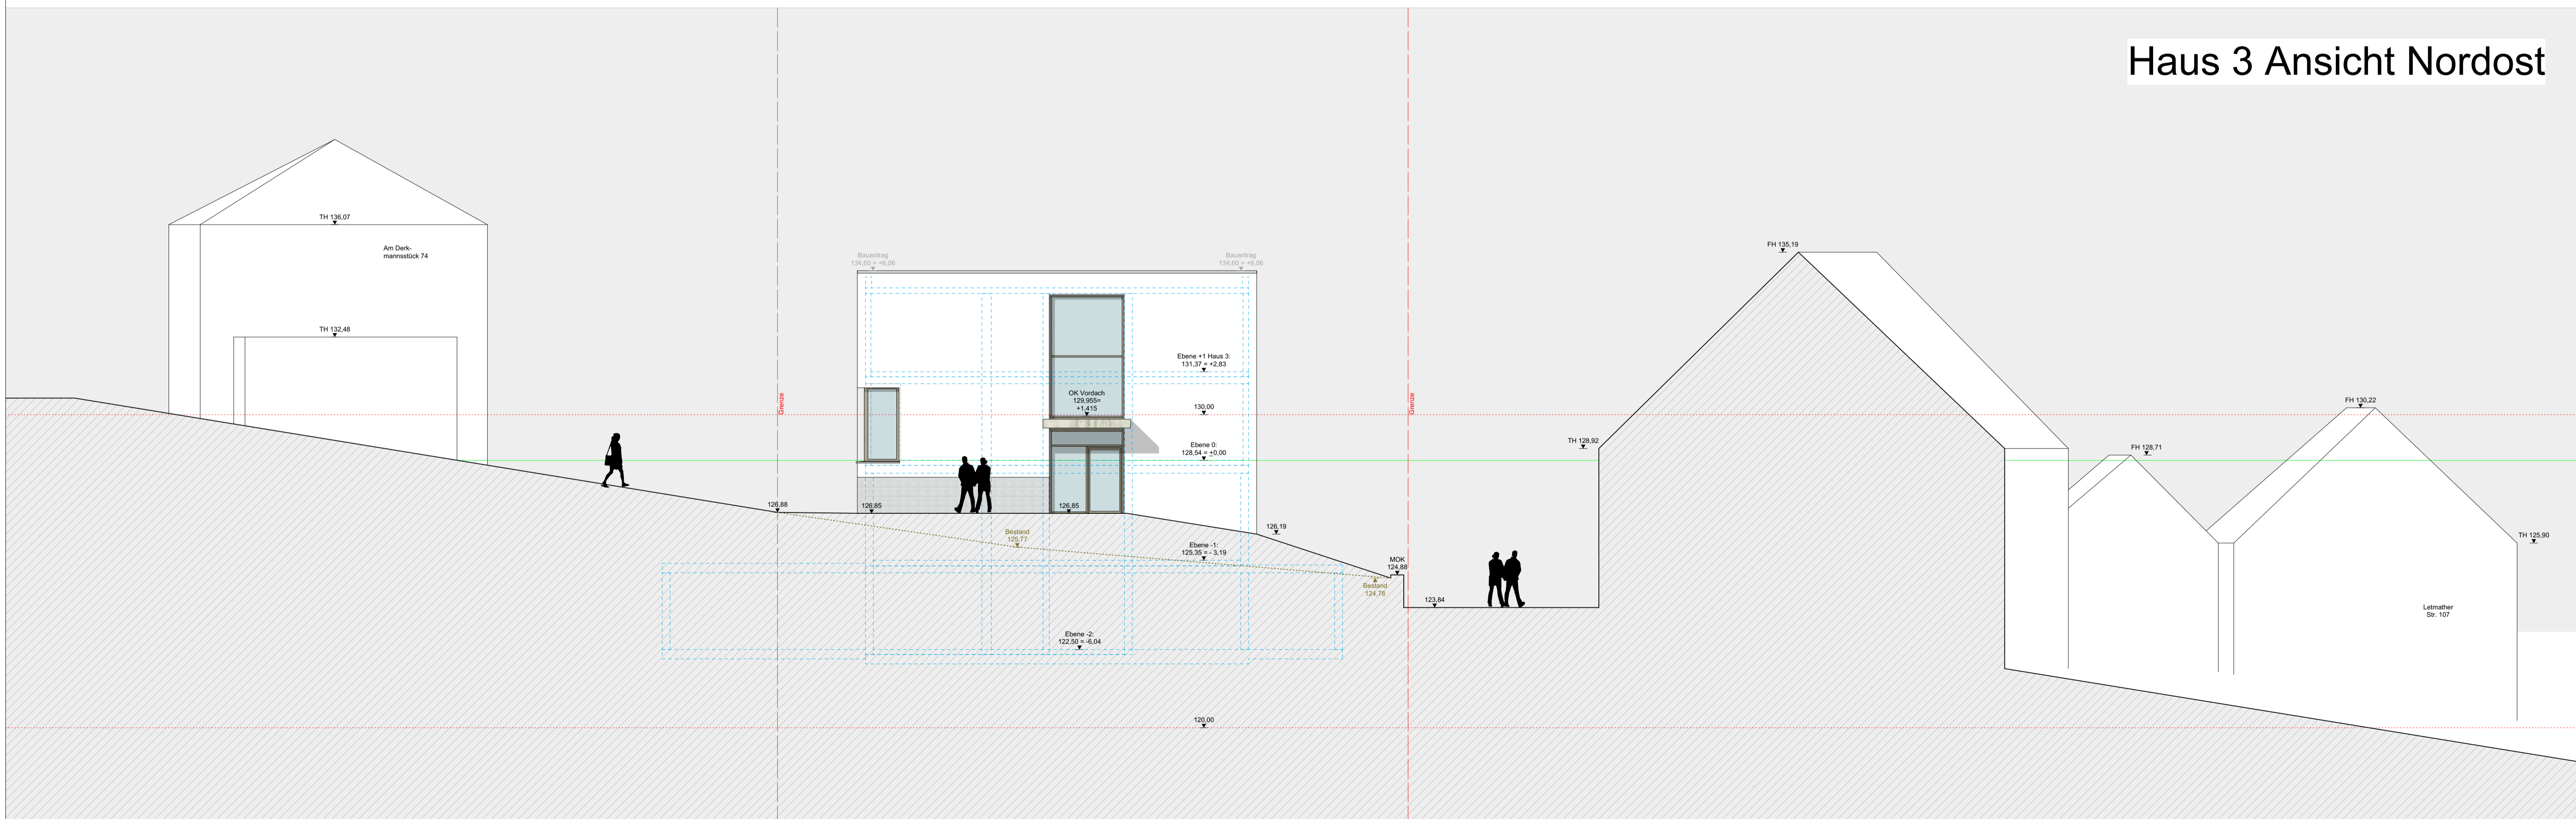 Haus 3 Ansicht Nordost
TH 136,07
Am Derk-
mannsstück 74
TH 132,48
Grenze
Bauantrag
134,60 = +6,06
Bauantrag
134,60 = +6,06
Ebene +1 Haus 3:
131,37 = +2,83
OK Vordach
129,955=
+1,415
130,00
Ebene 0:
128,54 = ±0,00
126,88
126,85
126,85
126,19
Bestand
125,77
Ebene -1:
125,35 = - 3,19
MOK
124,88
Bestand
124,78
Ebene -2:
122,50 = -6,04
120,00
Grenze
123,84
FH 135,19
TH 128,92
FH 128,71
FH 130,22
TH 125,90
Letmather
Str. 107